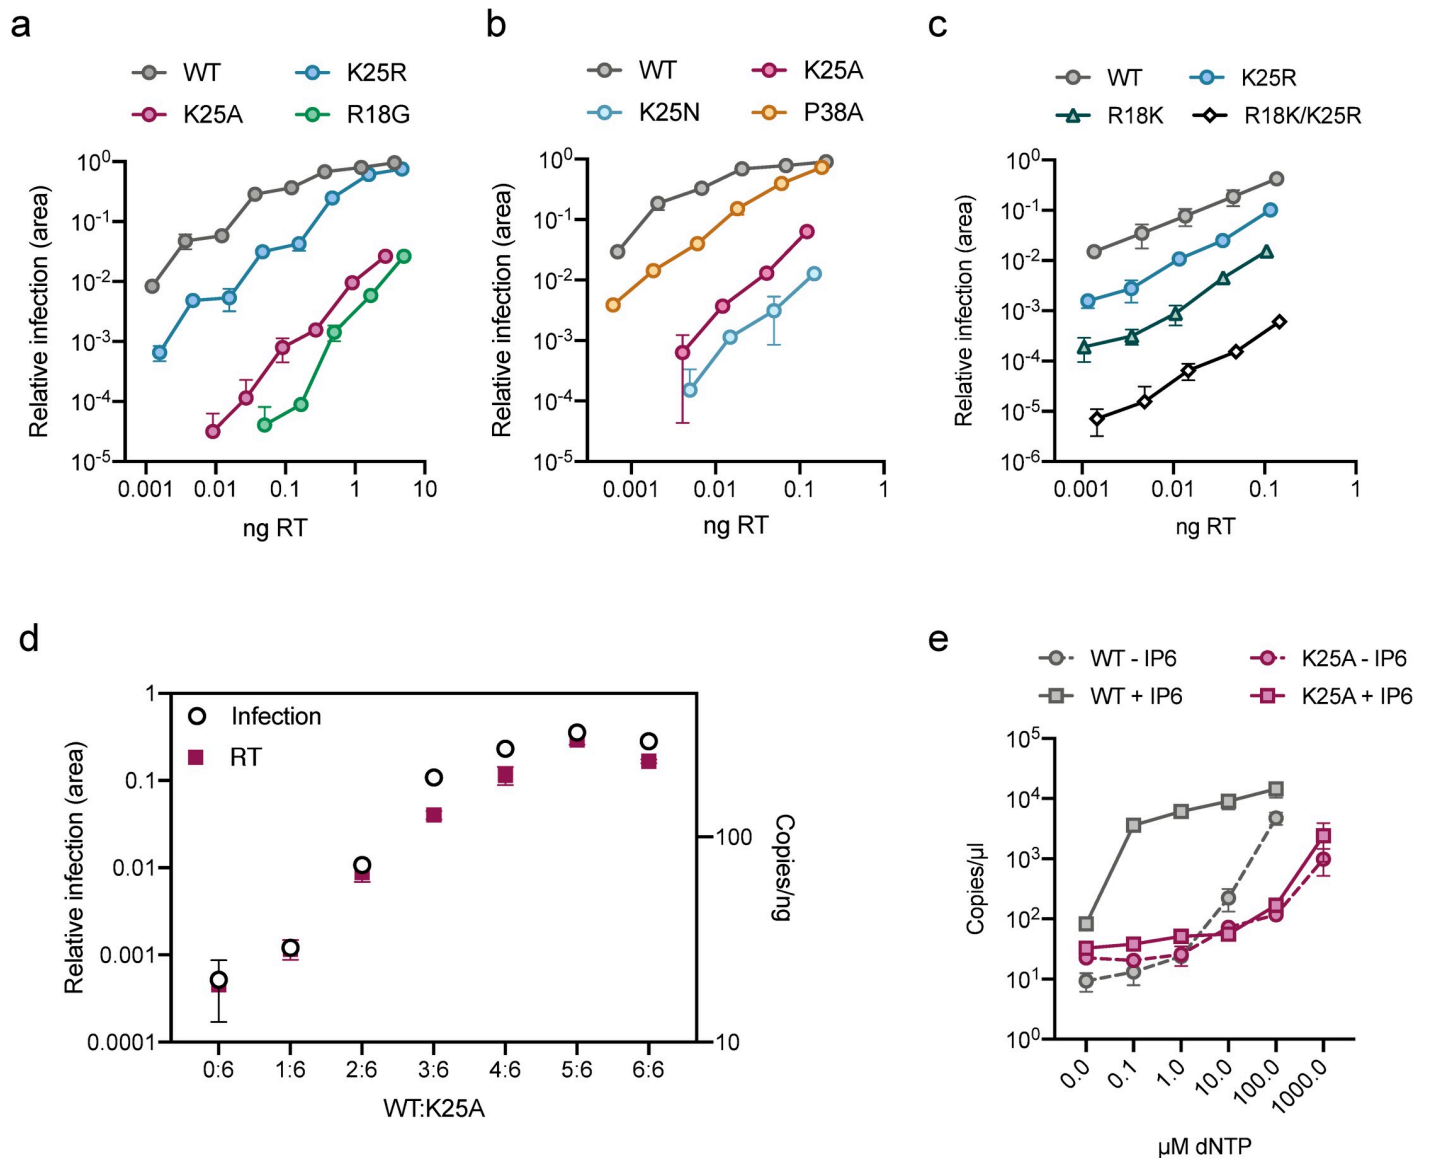 a
WT
K25R
K25A
R18G
Relative infection (area)
10⁰
10⁻¹
10⁻²
10⁻³
10⁻⁴
10⁻⁵
0.001 0.01 0.1 1 10
ng RT
b
WT
K25A
K25N
P38A
Relative infection (area)
10⁰
10⁻¹
10⁻²
10⁻³
10⁻⁴
10⁻⁵
0.001 0.01 0.1 1
ng RT
c
WT
K25R
R18K
R18K/K25R
Relative infection (area)
10⁰
10⁻¹
10⁻²
10⁻³
10⁻⁴
10⁻⁵
10⁻⁶
0.001 0.01 0.1 1
ng RT
d
Infection
RT
Relative infection (area)
1
0.1
0.01
0.001
0.0001
100
10
Copies/ng
0:6 1:6 2:6 3:6 4:6 5:6 6:6
WT:K25A
e
WT - IP6
K25A - IP6
WT + IP6
K25A + IP6
Copies/µl
10⁵
10⁴
10³
10²
10¹
10⁰
0.0 0.1 1.0 10.0 100.0 1000.0
µM dNTP